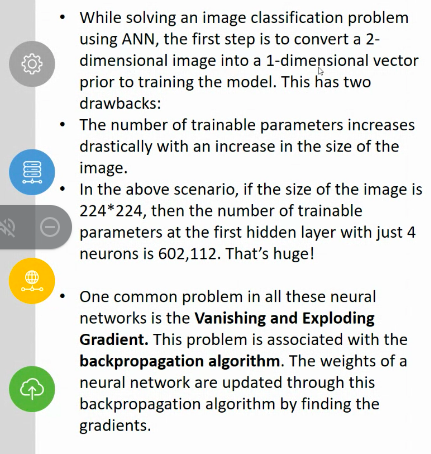 • While solving an image classification problem
using ANN, the first step is to convert a 2-
dimensional image into a 1-dimensional vector
prior to training the model. This has two
drawbacks:
• The number of trainable parameters increases
drastically with an increase in the size of the
image.
• In the above scenario, if the size of the image is
224*224, then the number of trainable
parameters at the first hidden layer with just 4
neurons is 602,112. That's huge!
• One common problem in all these neural
networks is the Vanishing and Exploding
Gradient. This problem is associated with the
backpropagation algorithm. The weights of a
neural network are updated through this
backpropagation algorithm by finding the
gradients.